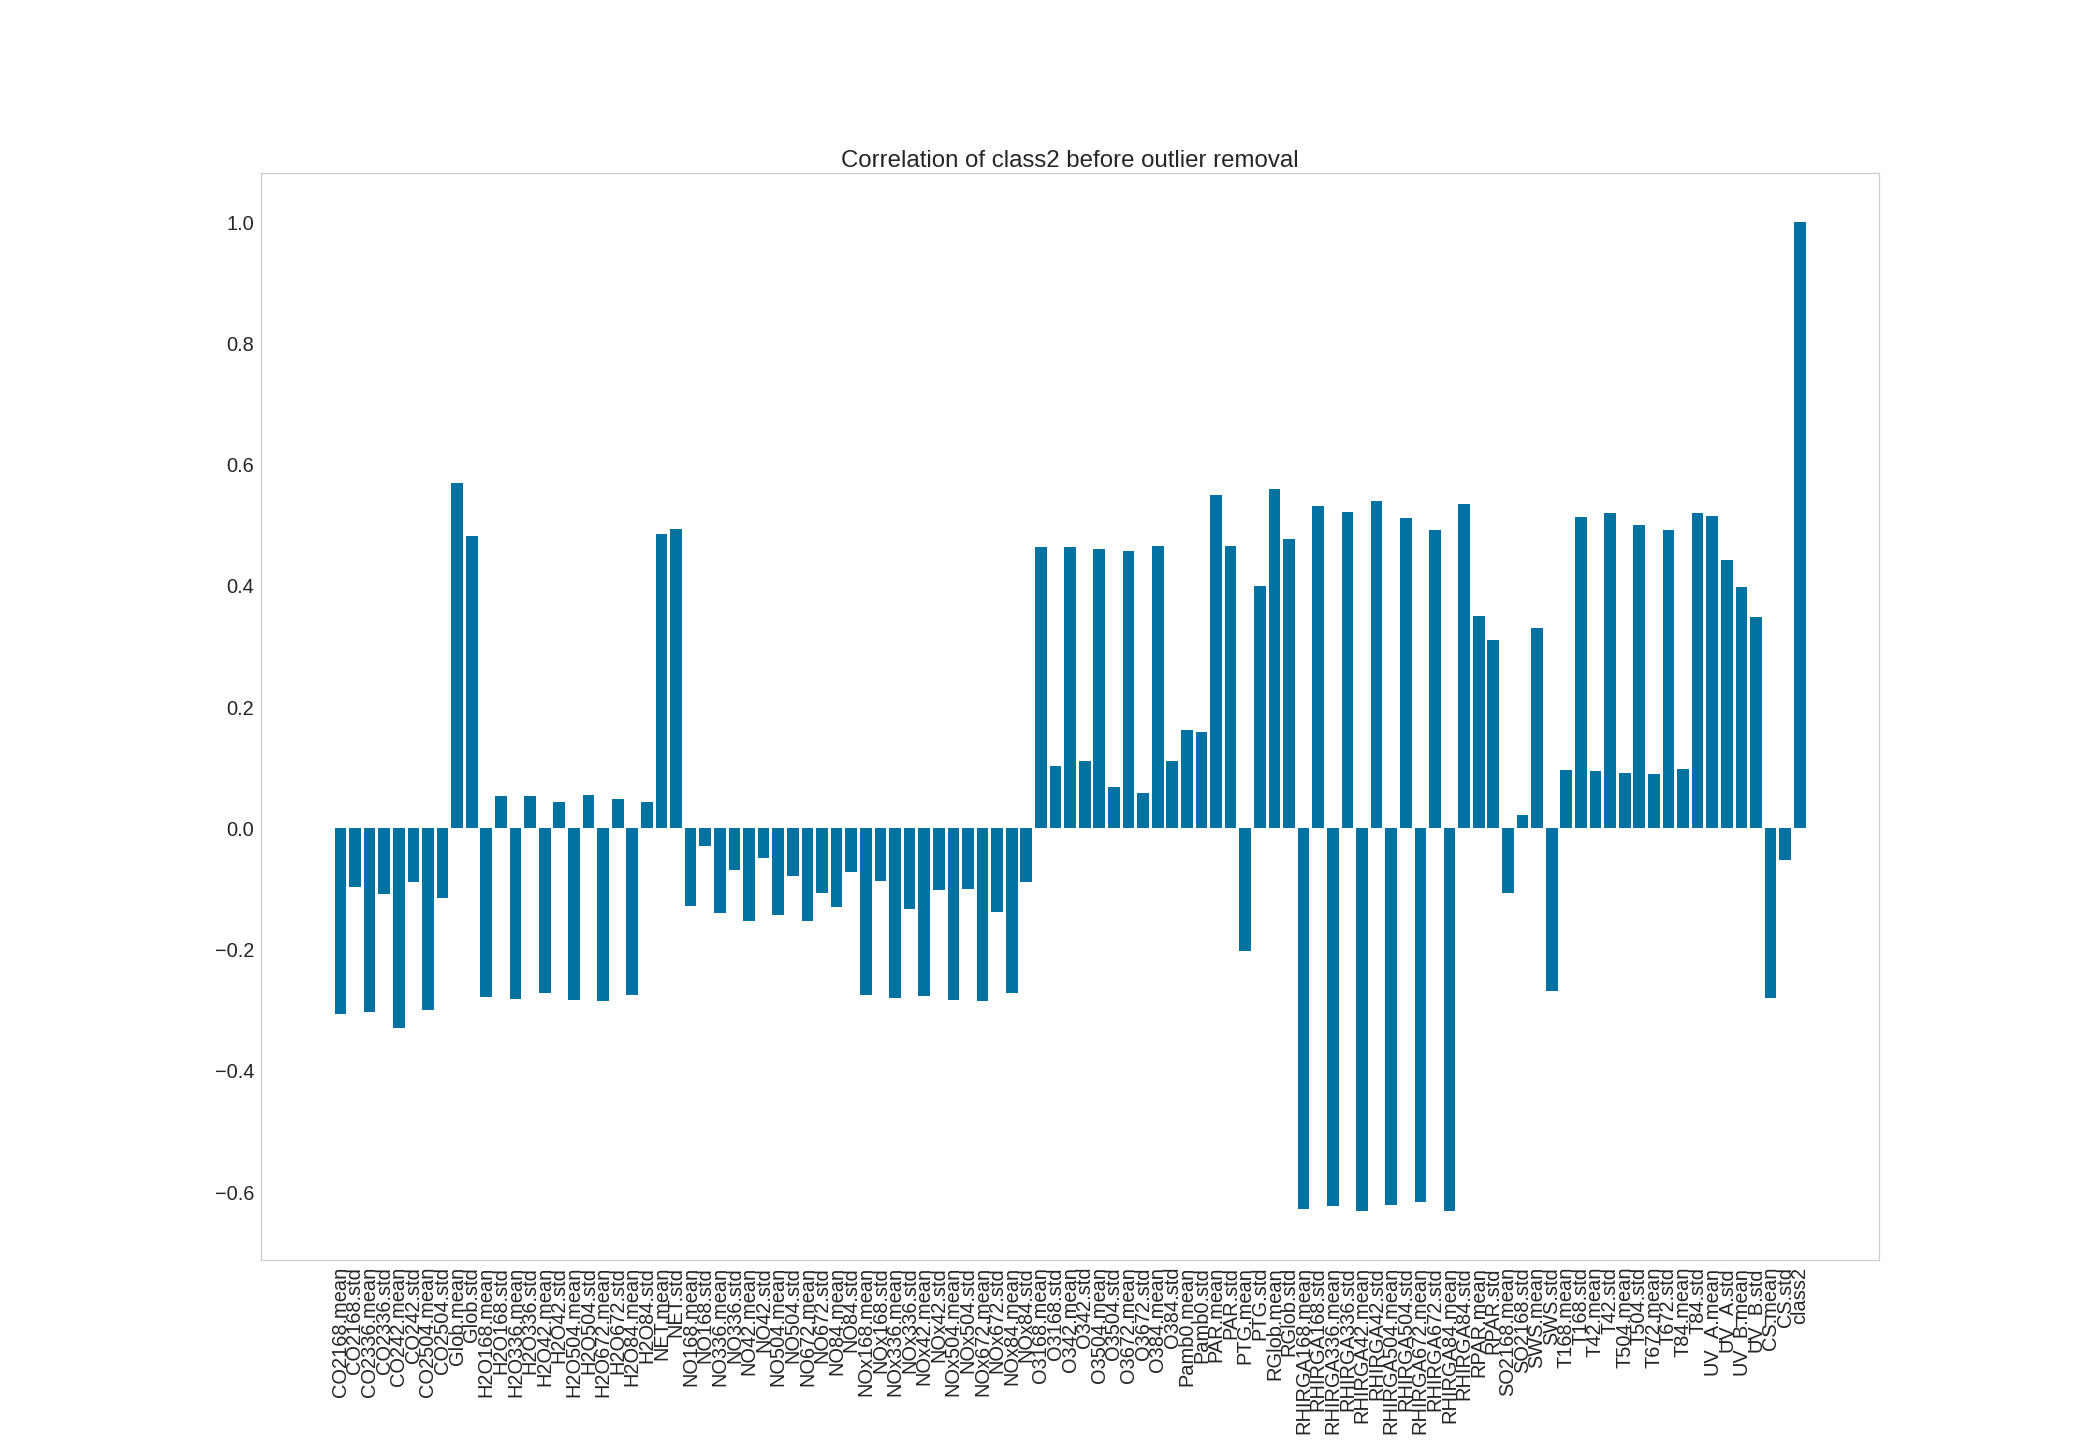 Correlation of class2 before outlier removal
1.0
0.8
0.6
0.4
0.2
0.0
−0.2
−0.4
−0.6
CO2168.mean
CO2168.std
CO2336.mean
CO2336.std
CO242.mean
CO242.std
CO2504.mean
CO2504.std
Glob.mean
Glob.std
H2O168.mean
H2O168.std
H2O336.mean
H2O336.std
H2O42.mean
H2O42.std
H2O504.mean
H2O504.std
H2O672.mean
H2O672.std
H2O84.mean
H2O84.std
NET.mean
NET.std
NO168.mean
NO168.std
NO336.mean
NO336.std
NO42.mean
NO42.std
NO504.mean
NO504.std
NO672.mean
NO672.std
NO84.mean
NO84.std
NOx168.mean
NOx168.std
NOx336.mean
NOx336.std
NOx42.mean
NOx42.std
NOx504.mean
NOx504.std
NOx672.mean
NOx672.std
NOx84.mean
NOx84.std
O3168.mean
O3168.std
O342.mean
O342.std
O3504.mean
O3504.std
O3672.mean
O3672.std
O384.mean
O384.std
Pamb0.mean
Pamb0.std
PAR.mean
PAR.std
PTG.mean
PTG.std
RGlob.mean
RGlob.std
RHIRGA168.mean
RHIRGA168.std
RHIRGA336.mean
RHIRGA336.std
RHIRGA42.mean
RHIRGA42.std
RHIRGA504.mean
RHIRGA504.std
RHIRGA672.mean
RHIRGA672.std
RHIRGA84.mean
RHIRGA84.std
RPAR.mean
RPAR.std
SO2168.mean
SO2168.std
SWS.mean
SWS.std
T168.mean
T168.std
T42.mean
T42.std
T504.mean
T504.std
T672.mean
T672.std
T84.mean
T84.std
UV_A.mean
UV_A.std
UV_B.mean
UV_B.std
CS.mean
CS.std
class2